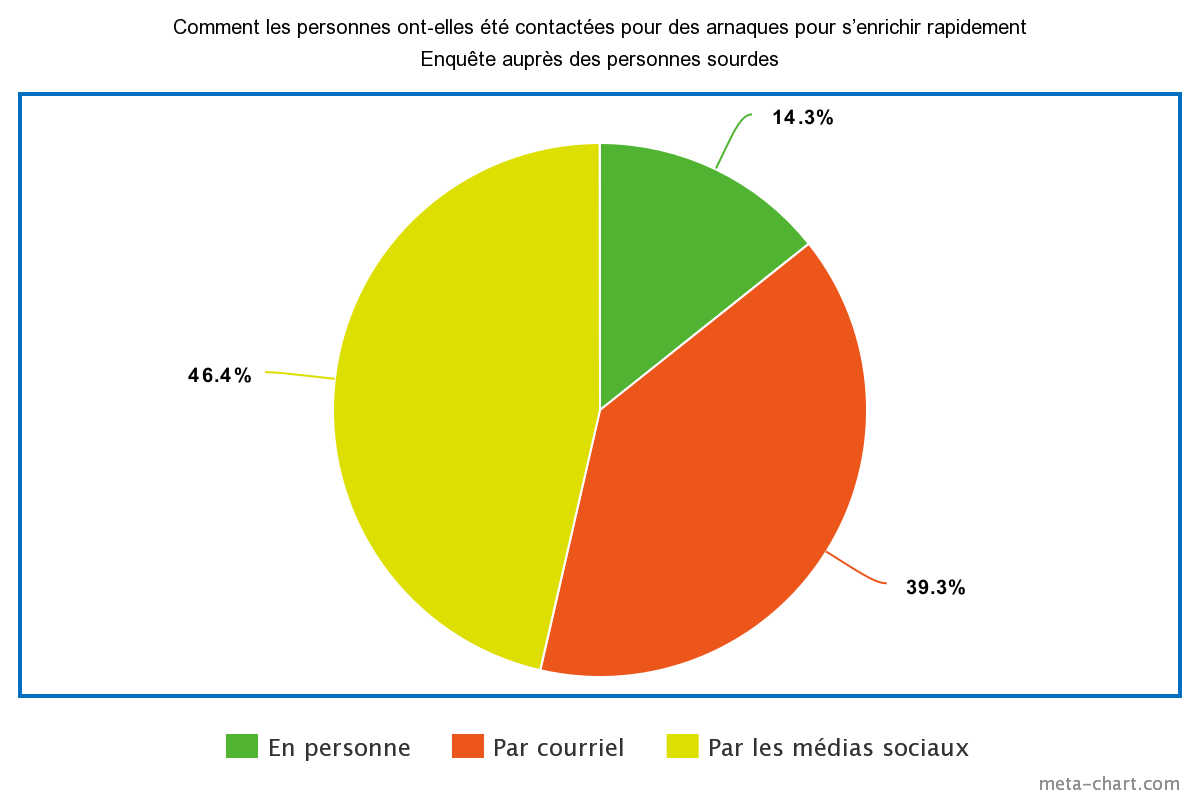 Comment les personnes ont-elles été contactées pour des arnaques pour s’enrichir rapidement
Enquête auprès des personnes sourdes
14.3%
46.4%
39.3%
En personne
Par courriel
Par les médias sociaux
meta-chart.com